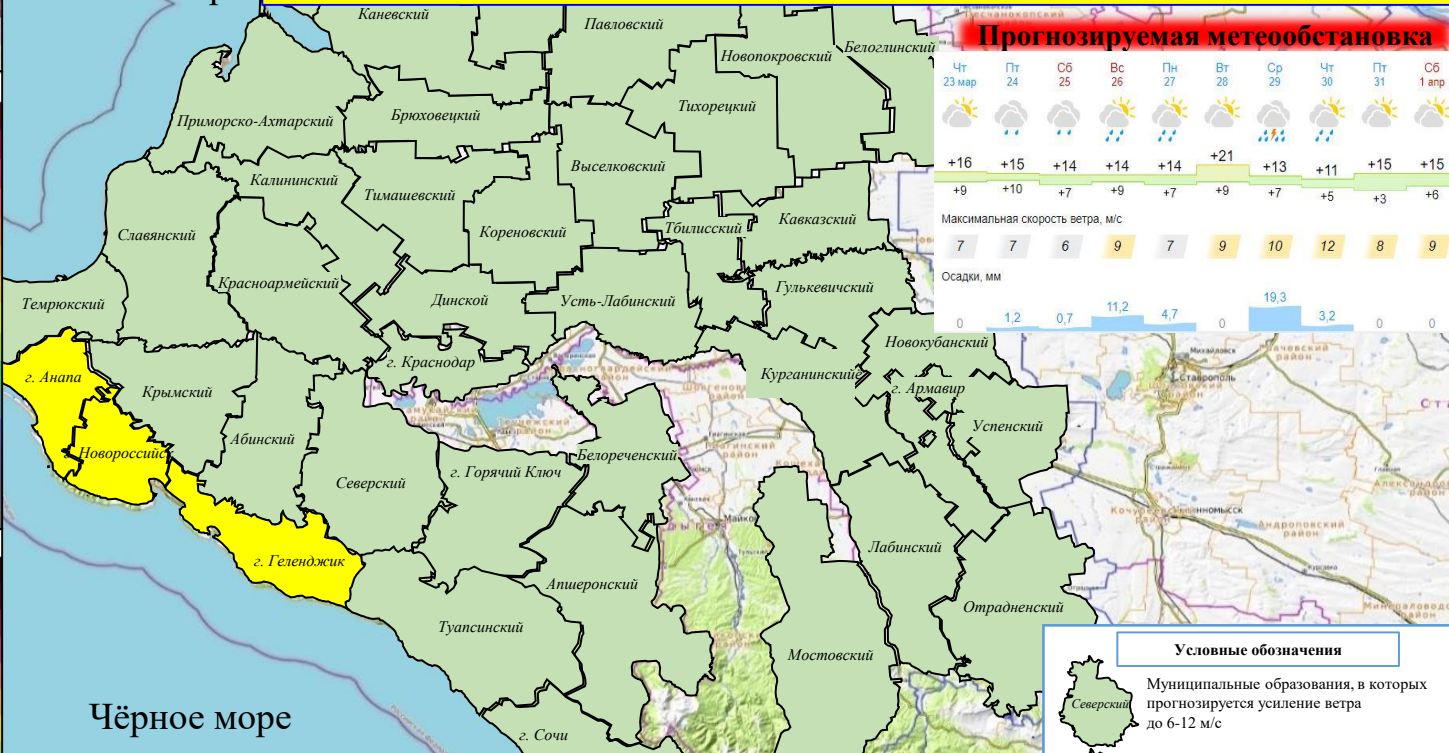 Каневский
Павловский
Новопокровский
Белоглинский
Приморско-Ахтарский
Брюховецкий
Тихорецкий
Выселковский
Калининский
Тимашевский
Славянский
Кореновский
Тбилисский
Кавказский
Красноармейский
Темрюкский
Динской
Усть-Лабинский
Гулькевичский
г. Краснодар
Новокубанский
Курганинский
г. Армавир
г. Анапа
Крымский
Успенский
Абинский
Новороссийс
Белореченский
г. Горячий Ключ
Северский
Лабинский
г. Геленджик
Апшеронский
Отрадненский
Туапсинский
Мостовский
г. Сочи
Чёрное море
Прогнозируемая метеообстановка
Чт Пт Сб Вс Пн Вт Ср Чт Пт Сб
23 мар 24 25 26 27 28 29 30 31 1 апр
+16 +15 +14 +14 +14 +21 +13 +11 +15 +15
+9 +10 +7 +9 +7 +9 +7 +5 +3 +6
Максимальная скорость ветра, м/с
7 7 6 9 7 9 10 12 8 9
Осадки, мм
0 1,2 0,7 11,2 4,7 0 19,3 3,2 0 0
Михайловск
Ставрополь
Андроповский
район
Условные обозначения
Северский
Муниципальные образования, в которых
прогнозируется усиление ветра
до 6-12 м/с